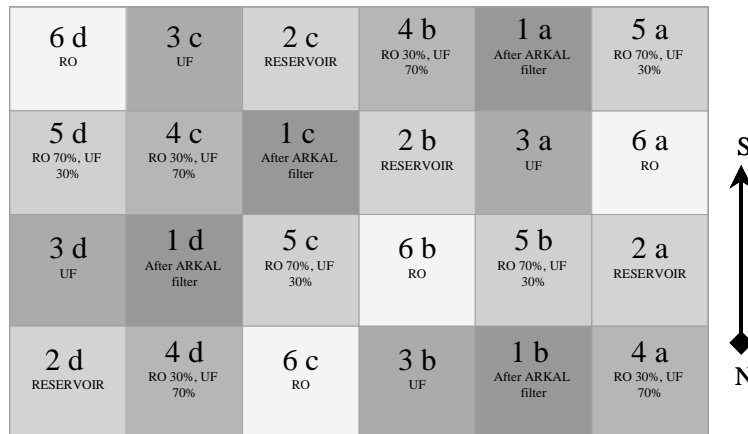 6 d
RO
3 c
UF
2 c
RESERVOIR
4 b
RO 30%, UF
70%
1 a
After ARKAL
filter
5 a
RO 70%, UF
30%
5 d
RO 70%, UF
30%
4 c
RO 30%, UF
70%
1 c
After ARKAL
filter
2 b
RESERVOIR
3 a
UF
6 a
RO
S
3 d
UF
1 d
After ARKAL
filter
5 c
RO 70%, UF
30%
6 b
RO
5 b
RO 70%, UF
30%
2 a
RESERVOIR
2 d
RESERVOIR
4 d
RO 30%, UF
70%
6 c
RO
3 b
UF
1 b
After ARKAL
filter
4 a
RO 30%, UF
70%
N